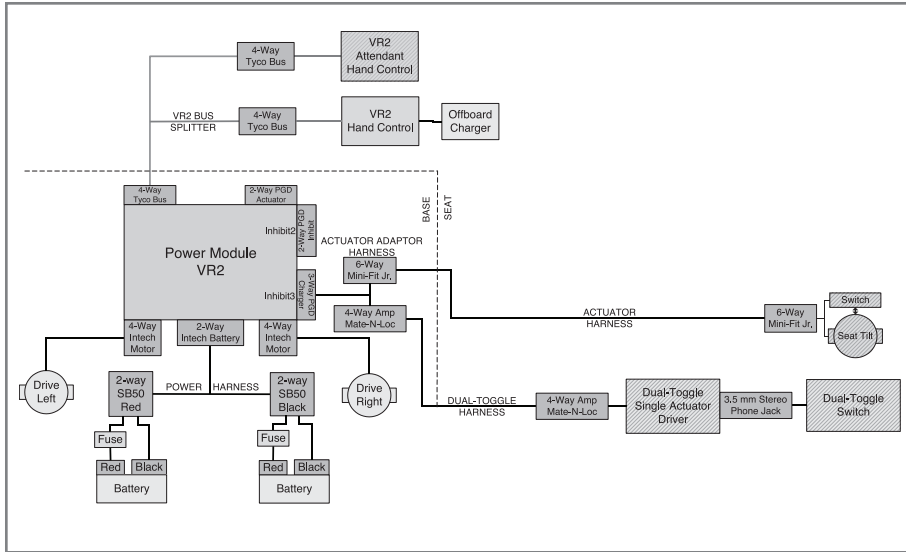 4-Way
Tyco Bus
VR2
Attendant
Hand Control
VR2 BUS
SPLITTER
4-Way
Tyco Bus
VR2
Hand Control
Offboard
Charger
4-Way
Tyco Bus
2-Way PGD
Actuator
BASE
SEAT
Power Module
VR2
Inhibit2
2-Way PGD
Inhibit
Inhibit3
3-Way PGD
Charger
ACTUATOR ADAPTOR
HARNESS
6-Way
Mini-Fit Jr.
4-Way Amp
Mate-N-Loc
ACTUATOR
HARNESS
6-Way
Mini-Fit Jr.
Switch
Seat Tilt
4-Way
Intech
Motor
2-Way
Intech Battery
4-Way
Intech
Motor
Drive
Left
2-way
SB50
Red
POWER HARNESS
2-way
SB50
Black
Drive
Right
DUAL-TOGGLE
HARNESS
4-Way Amp
Mate-N-Loc
Dual-Toggle
Single Actuator
Driver
3.5 mm Stereo
Phone Jack
Dual-Toggle
Switch
Fuse
Red
Black
Battery
Fuse
Red
Black
Battery